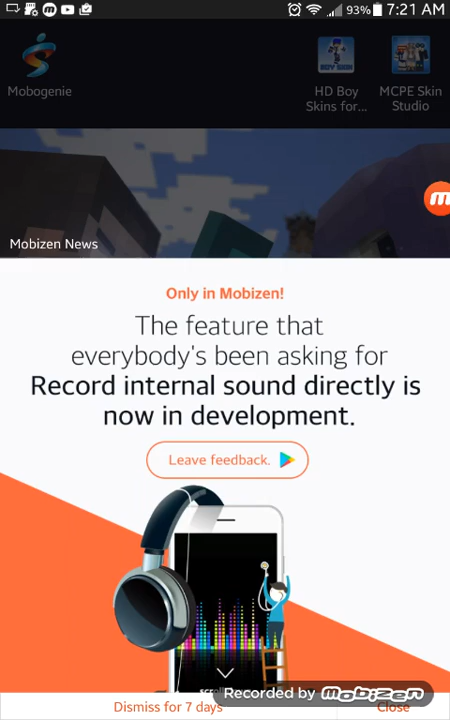 93% 7:21 AM
Mobogenie
HD Boy
Skins for...
MCPE Skin
Studio
BOY SKIN
Mobizen News
Only in Mobizen!
The feature that
everybody's been asking for
Record internal sound directly is
now in development.
Leave feedback.
Recorded by mobizen
Dismiss for 7 days
Close